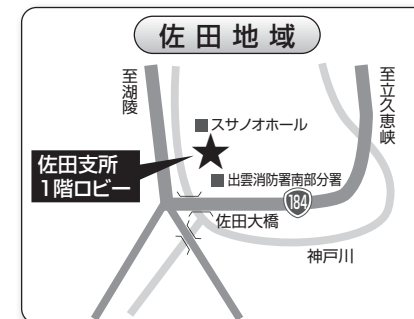 佐田地域
至湖陵
至立久恵峡
■スサノオホール
★
佐田支所
1階ロビー
■出雲消防署南部分署
184
佐田大橋
神戸川